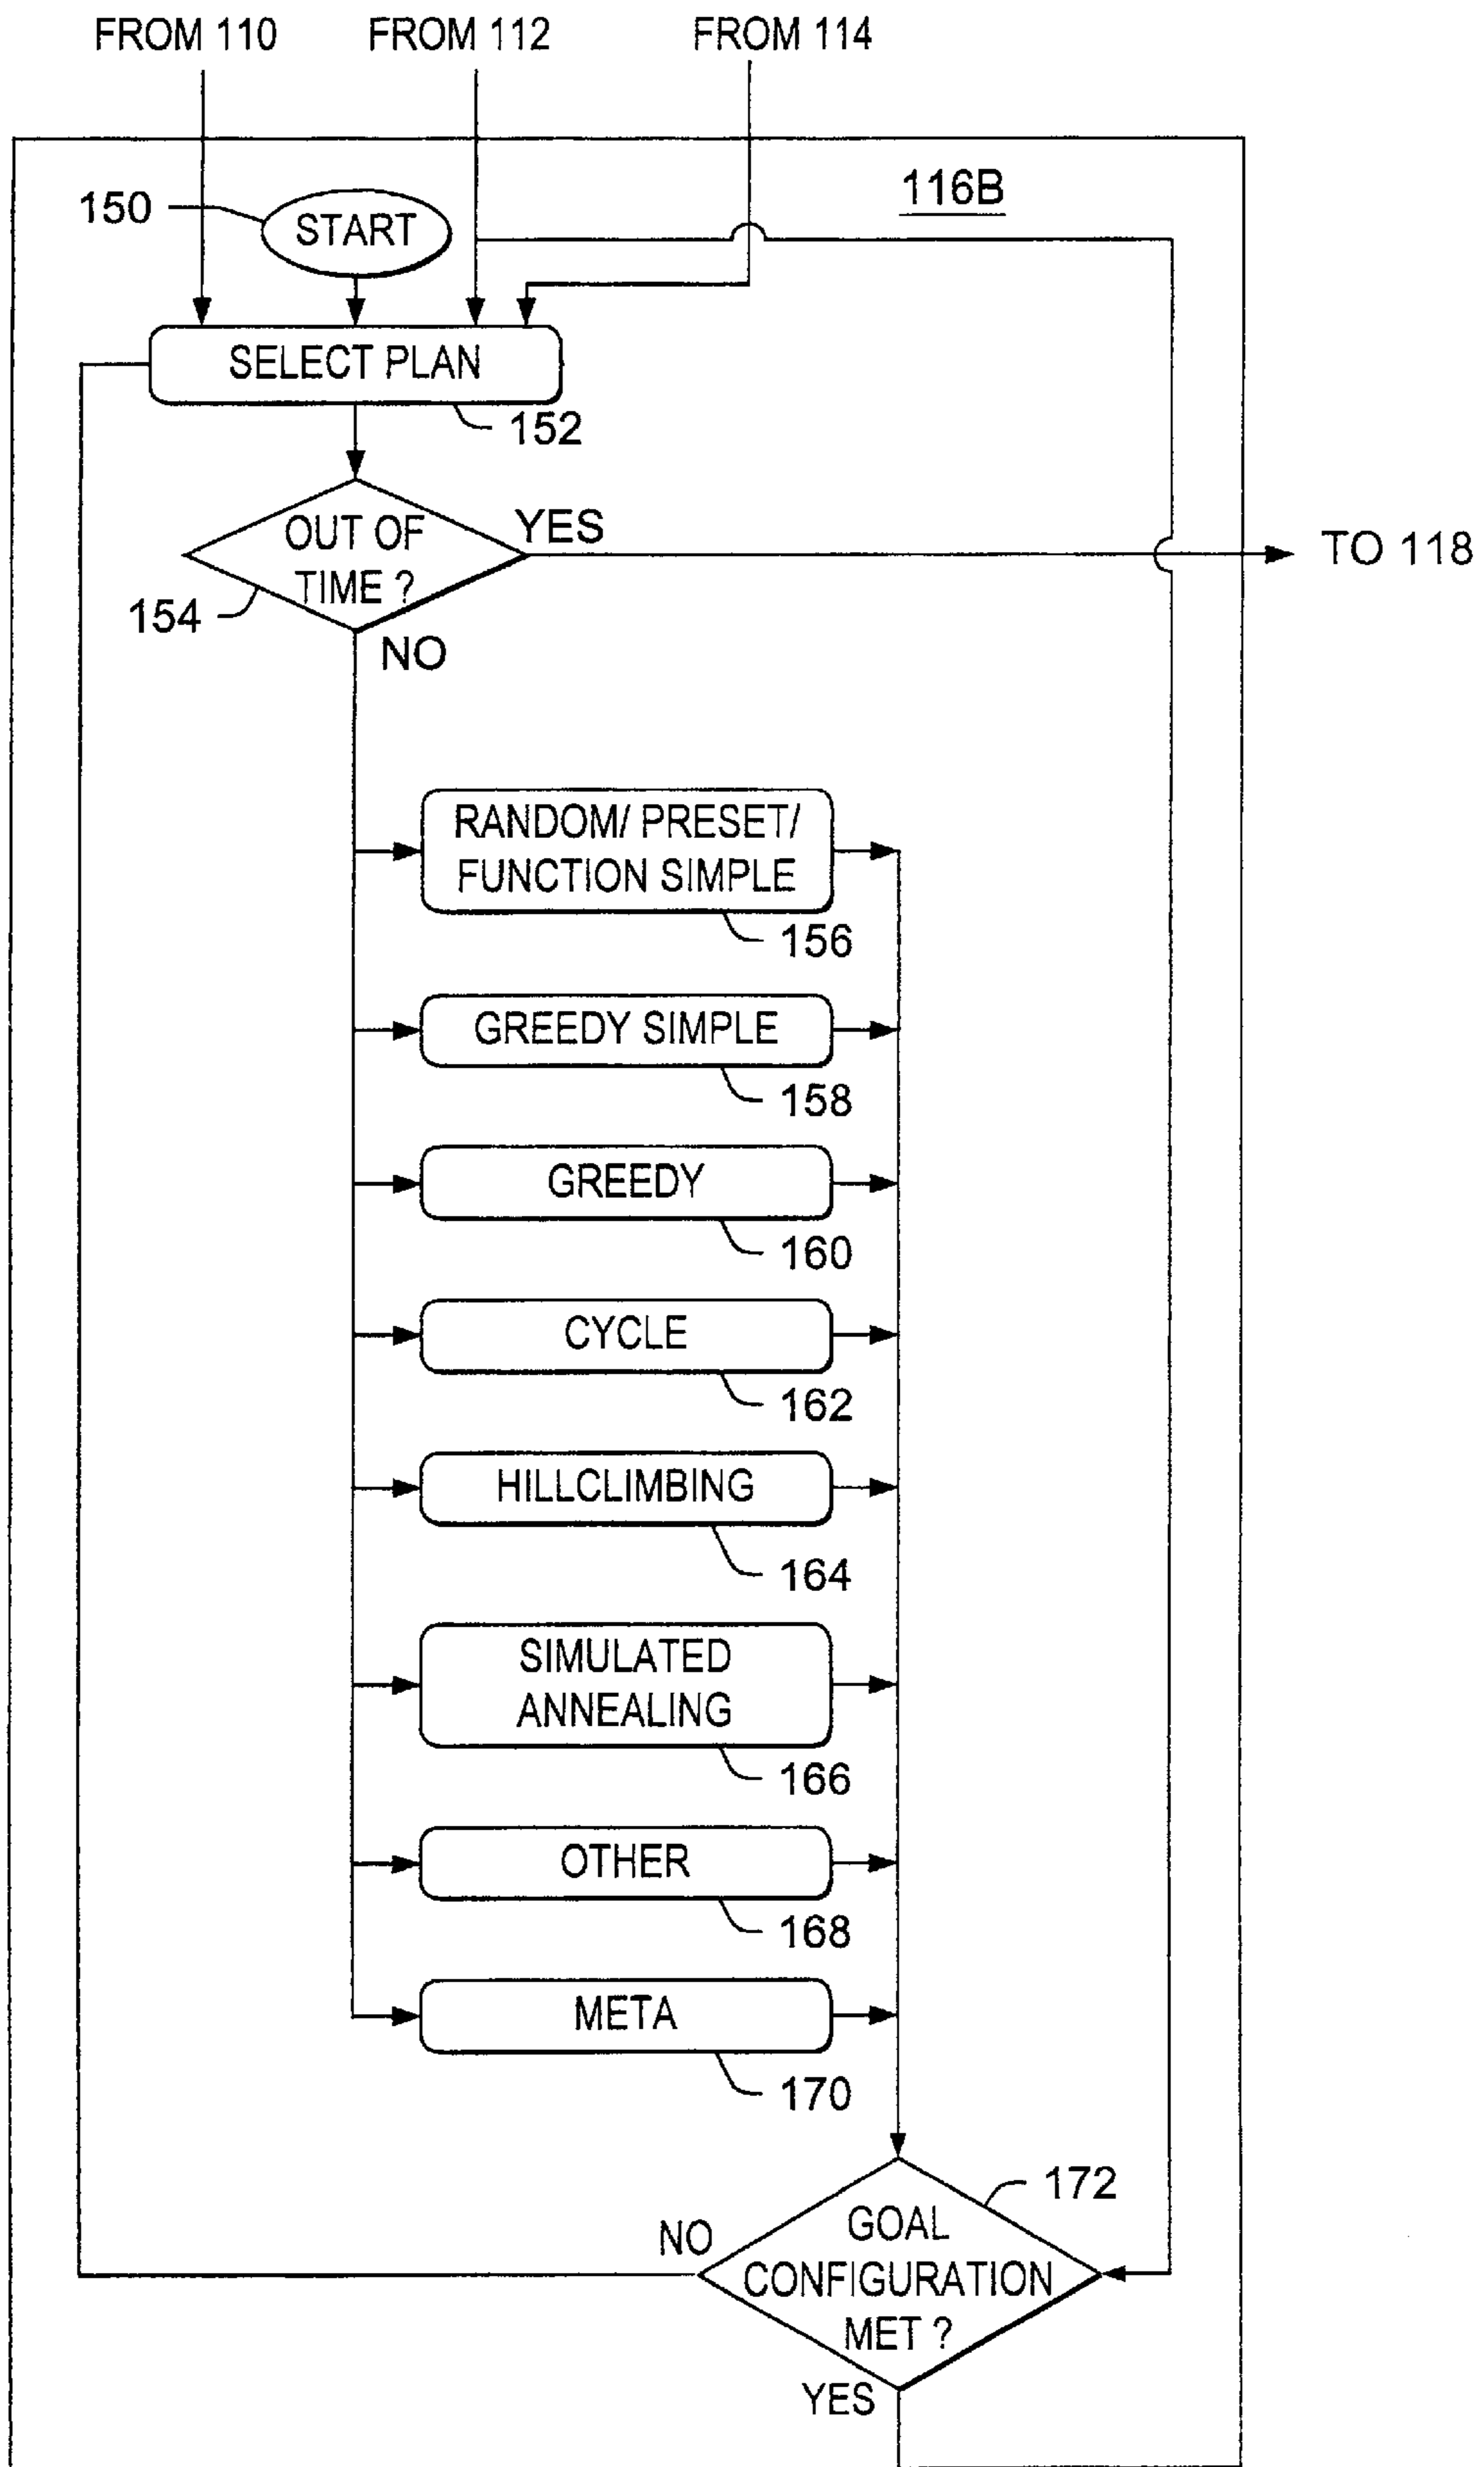 FROM 110
FROM 112
FROM 114
116B
150
START
SELECT PLAN
152
OUT OF
TIME ?
YES
TO 118
154
NO
RANDOM/ PRESET/
FUNCTION SIMPLE
156
GREEDY SIMPLE
158
GREEDY
160
CYCLE
162
HILLCLIMBING
164
SIMULATED
ANNEALING
166
OTHER
168
META
170
172
NO
GOAL
CONFIGURATION
MET ?
YES